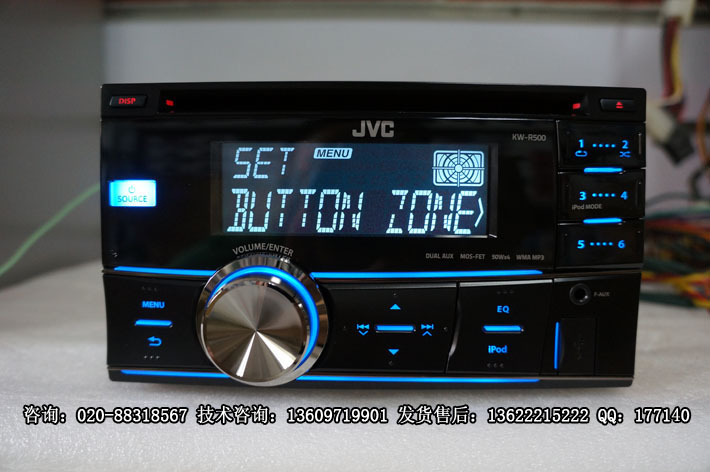 DISP
JVC
KW-R500
SET MENU
BUTTON ZONE
SOURCE
1 2
3 4
iPod MODE
5 6
VOLUME/ENTER
DUAL AUX MOS-FET 50Wx4 WMA MP3
MENU
EQ
iPod
F-AUX
咨询：020-88318567 技术咨询：13609719901 发货售后：13622215222 QQ：177140